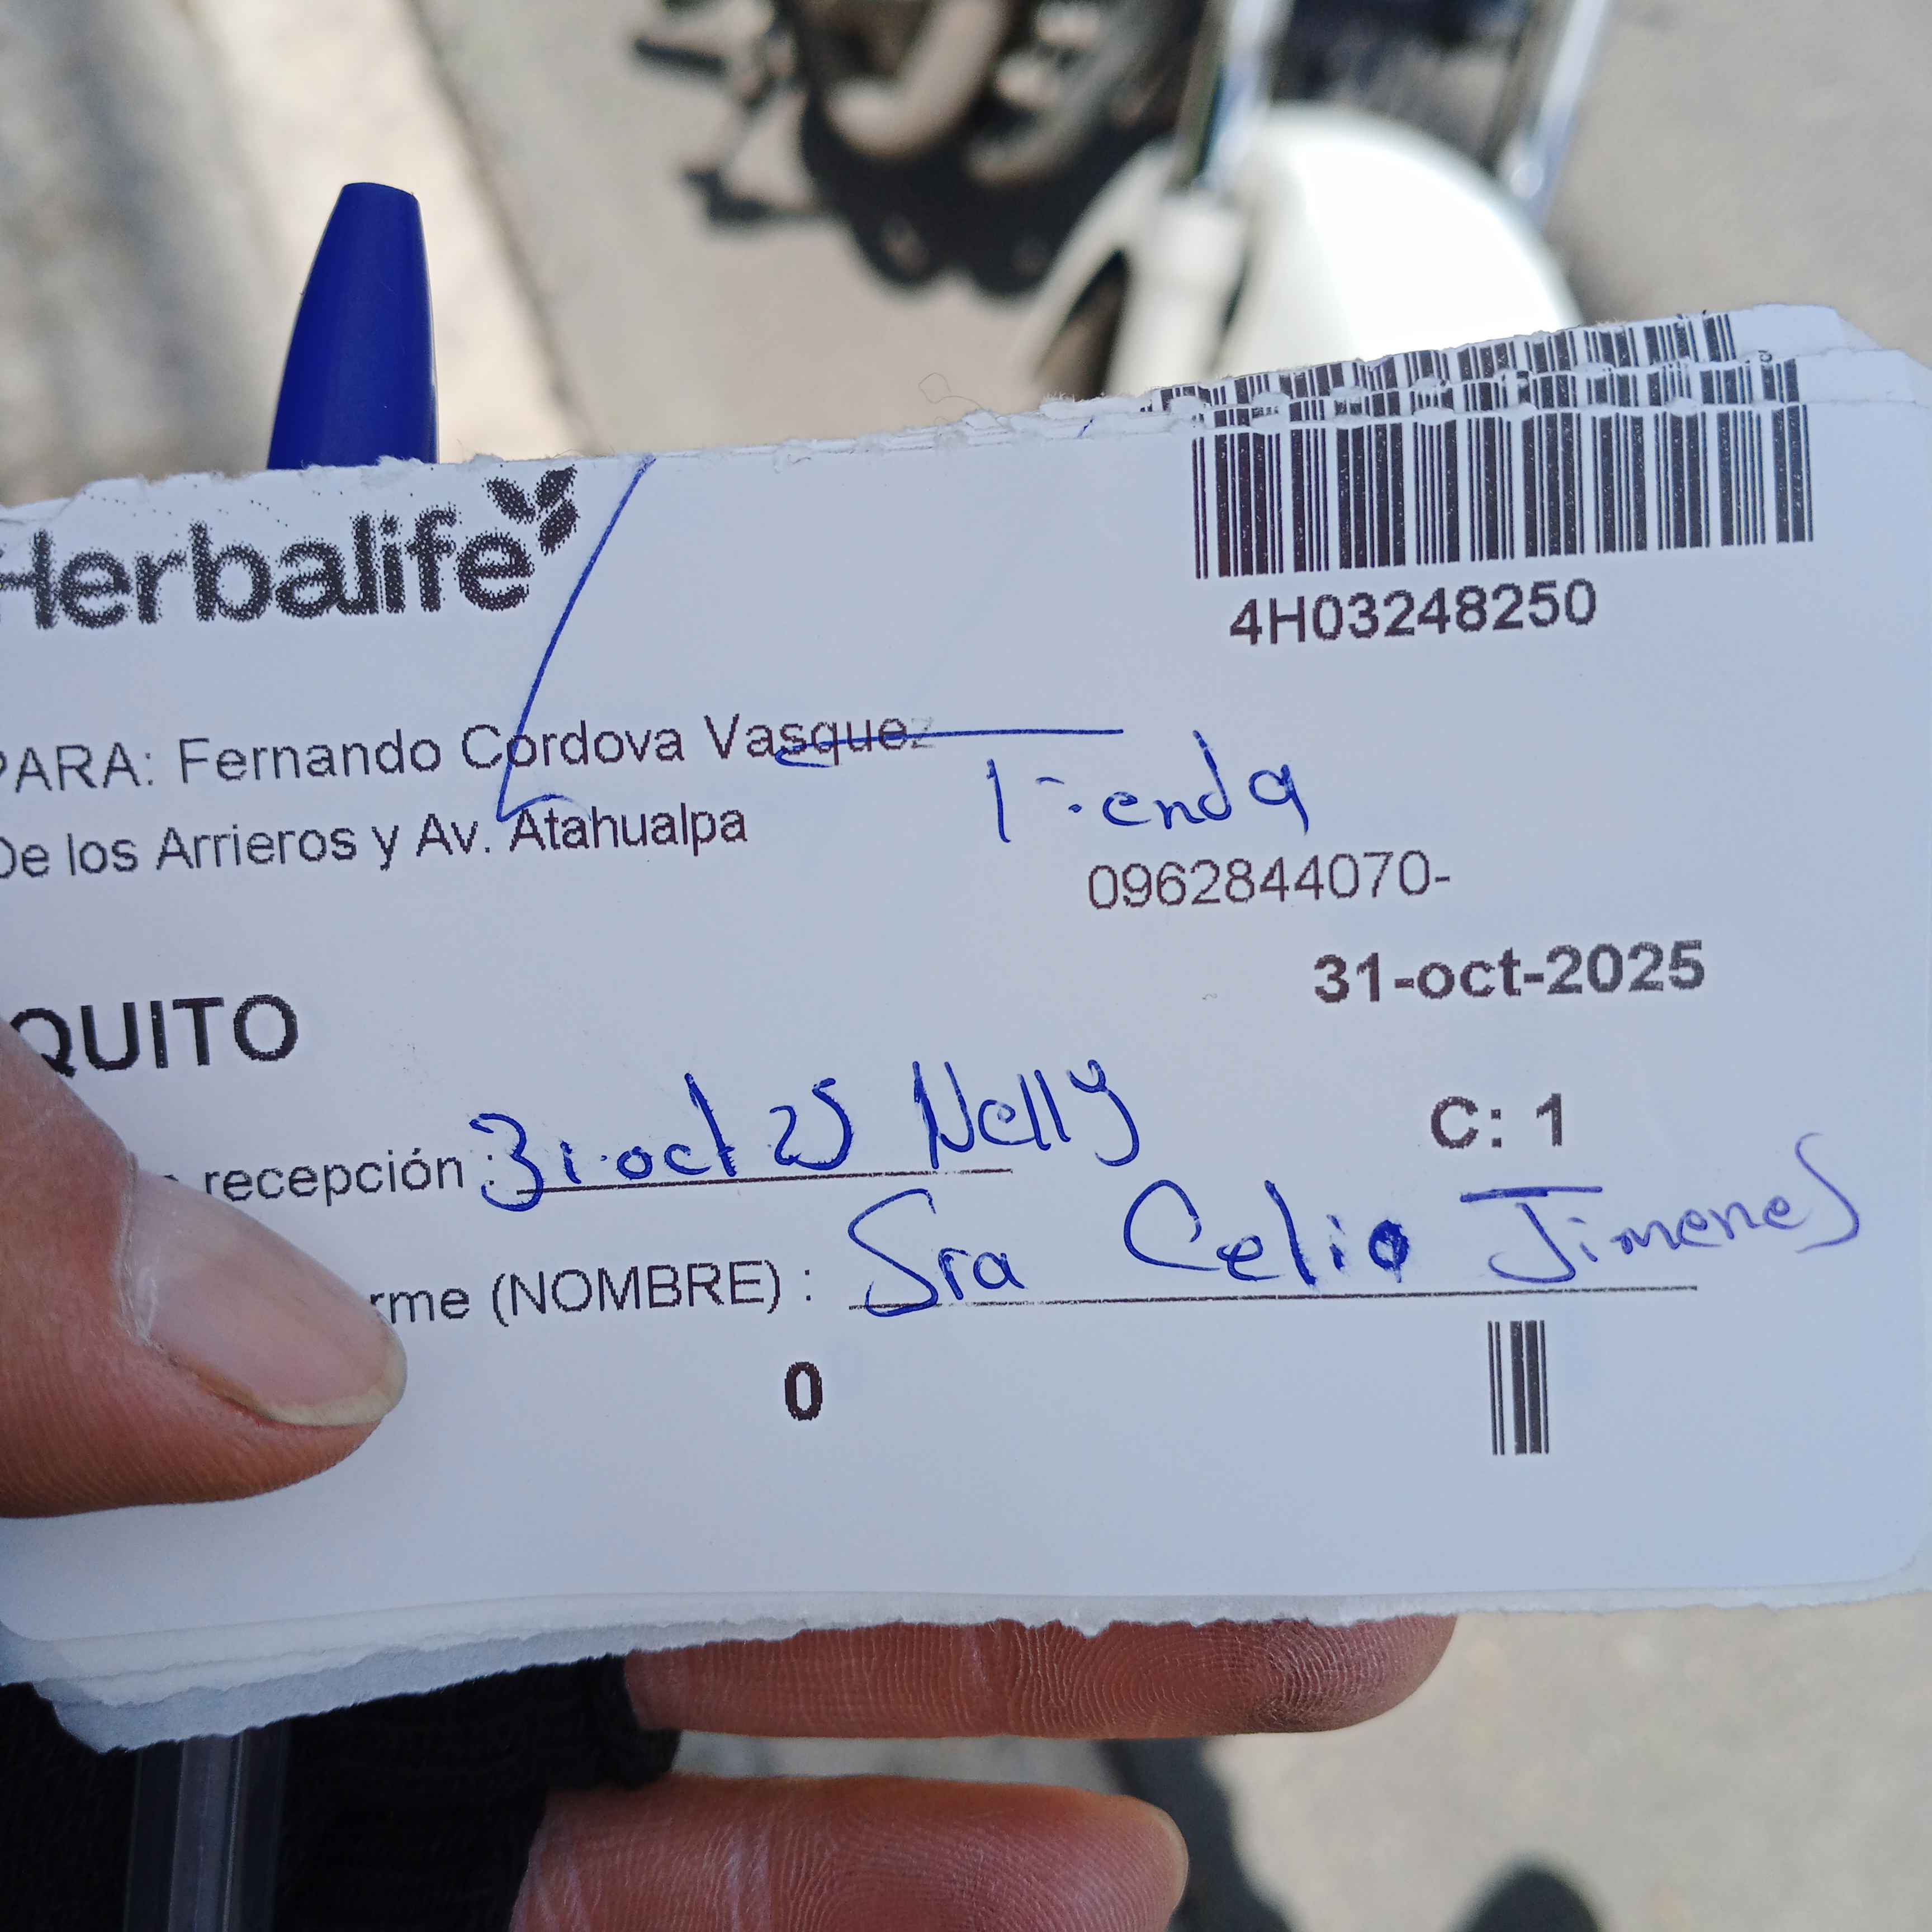 Herbalife
4H03248250
PARA: Fernando Cordova Vasquez
Tienda
De los Arrieros y Av. Atahualpa
0962844070-
31-oct-2025
QUITO
recepción : 31 oct 25 Nelly
C: 1
rme (NOMBRE) : Sra Celia Jimenes
0